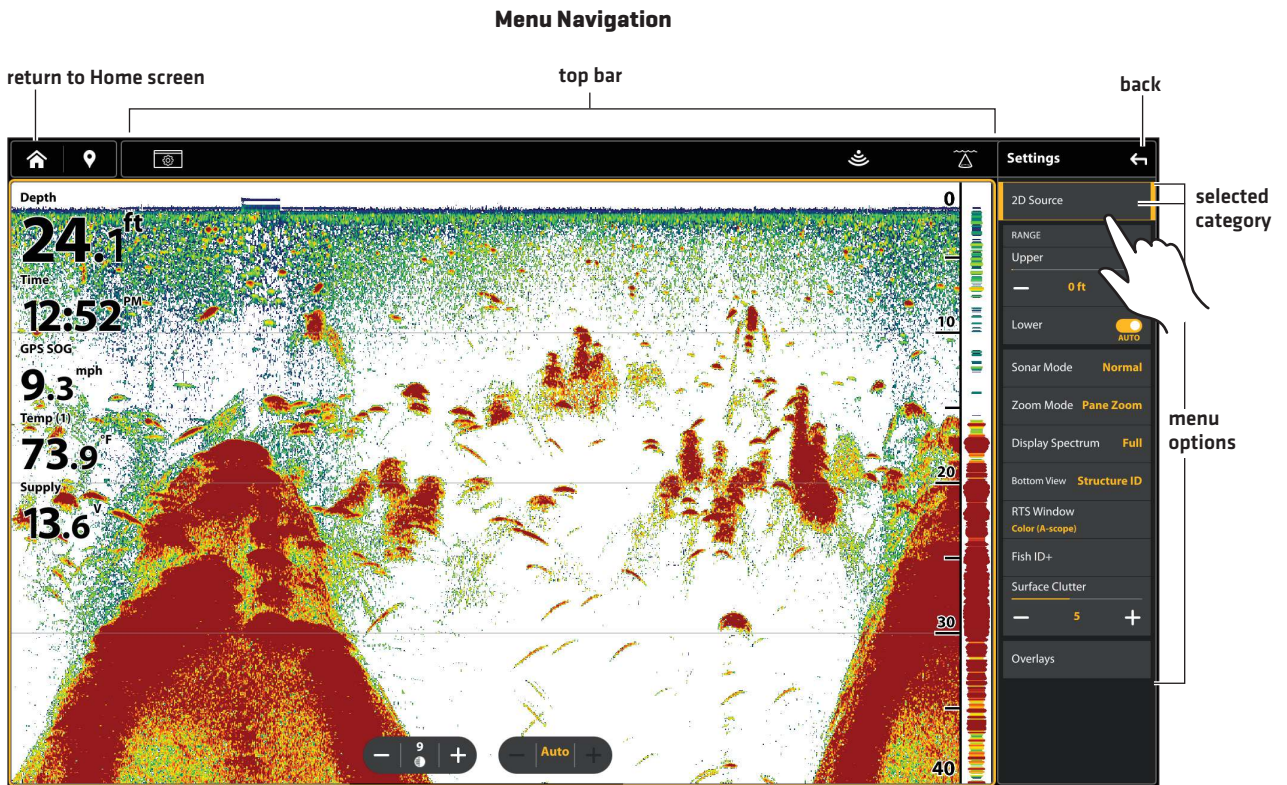 Menu Navigation
return to Home screen
top bar
back
Settings
selected
category
menu
options
Depth
24.1 ft
Time
12:52 PM
GPS SOG
9.3 mph
Temp (1)
73.9 °F
Supply
13.6 V
0
10
20
30
40
9
Auto
2D Source
RANGE
Upper
0 ft
Lower
AUTO
Sonar Mode Normal
Zoom Mode Pane Zoom
Display Spectrum Full
Bottom View Structure ID
RTS Window
Color (A-scope)
Fish ID+
Surface Clutter
5
Overlays